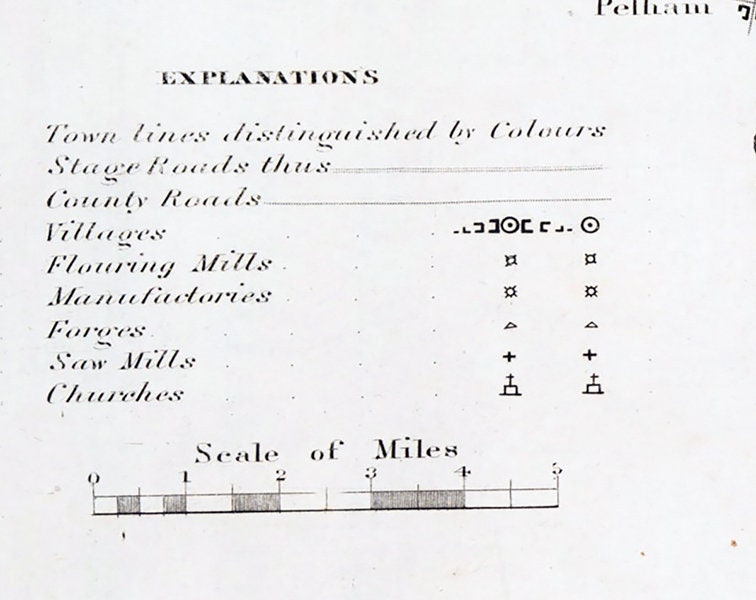 Pelham
EXPLANATIONS
Town lines distinguished by Colours
Stage Roads thus
County Roads
Villages
Flouring Mills
Manufactories
Forges
Saw Mills
Churches
Scale of Miles
0 1 2 3 4 5